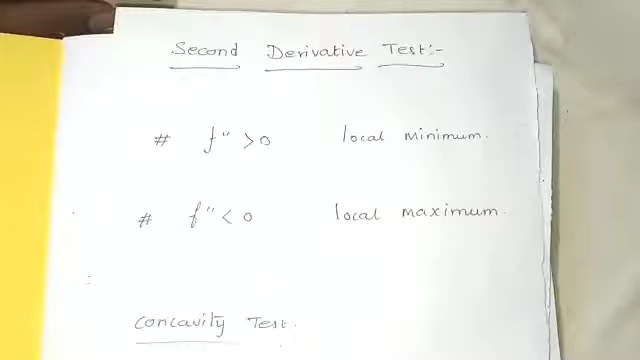 Second Derivative Test:-
# f" > 0 local minimum.
# f" < 0 local maximum.
Concavity Test.